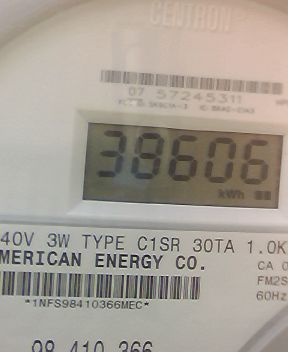 CENTRON
07 57245311
38606
kWh
40V 3W TYPE C1SR 30TA 1.0K
MERICAN ENERGY CO.
CA 0
FM2S
60Hz
*1NFS98410366MEC*
98 410 366